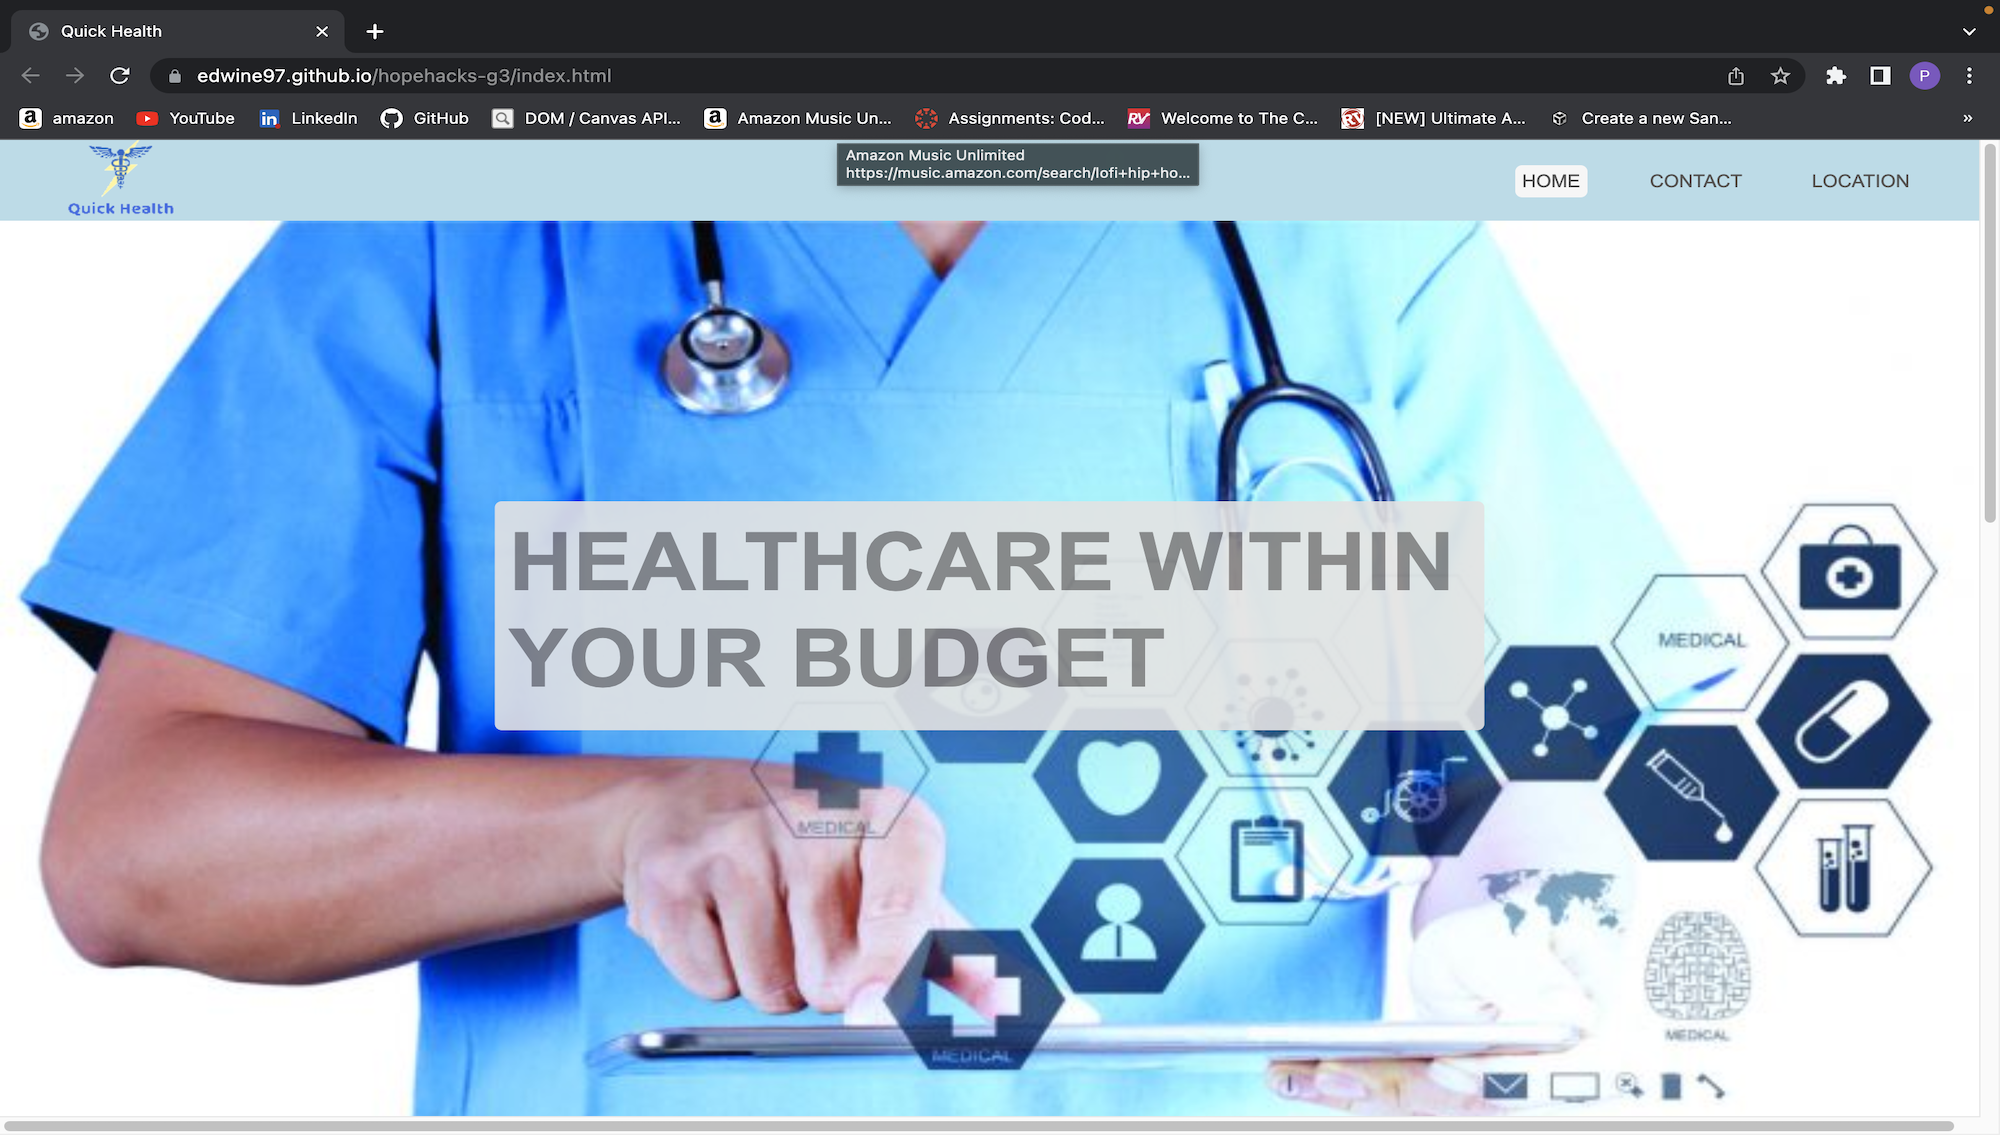 Quick Health
edwine97.github.io/hopehacks-g3/index.html
P
amazon YouTube LinkedIn GitHub DOM / Canvas API... Amazon Music Un... Assignments: Cod... Welcome to The C... [NEW] Ultimate A... Create a new San... »
Amazon Music Unlimited
https://music.amazon.com/search/lofi+hip+ho...
Quick Health
HOME CONTACT LOCATION
HEALTHCARE WITHIN
YOUR BUDGET
MEDICAL
MEDICAL
MEDICAL
MEDICAL